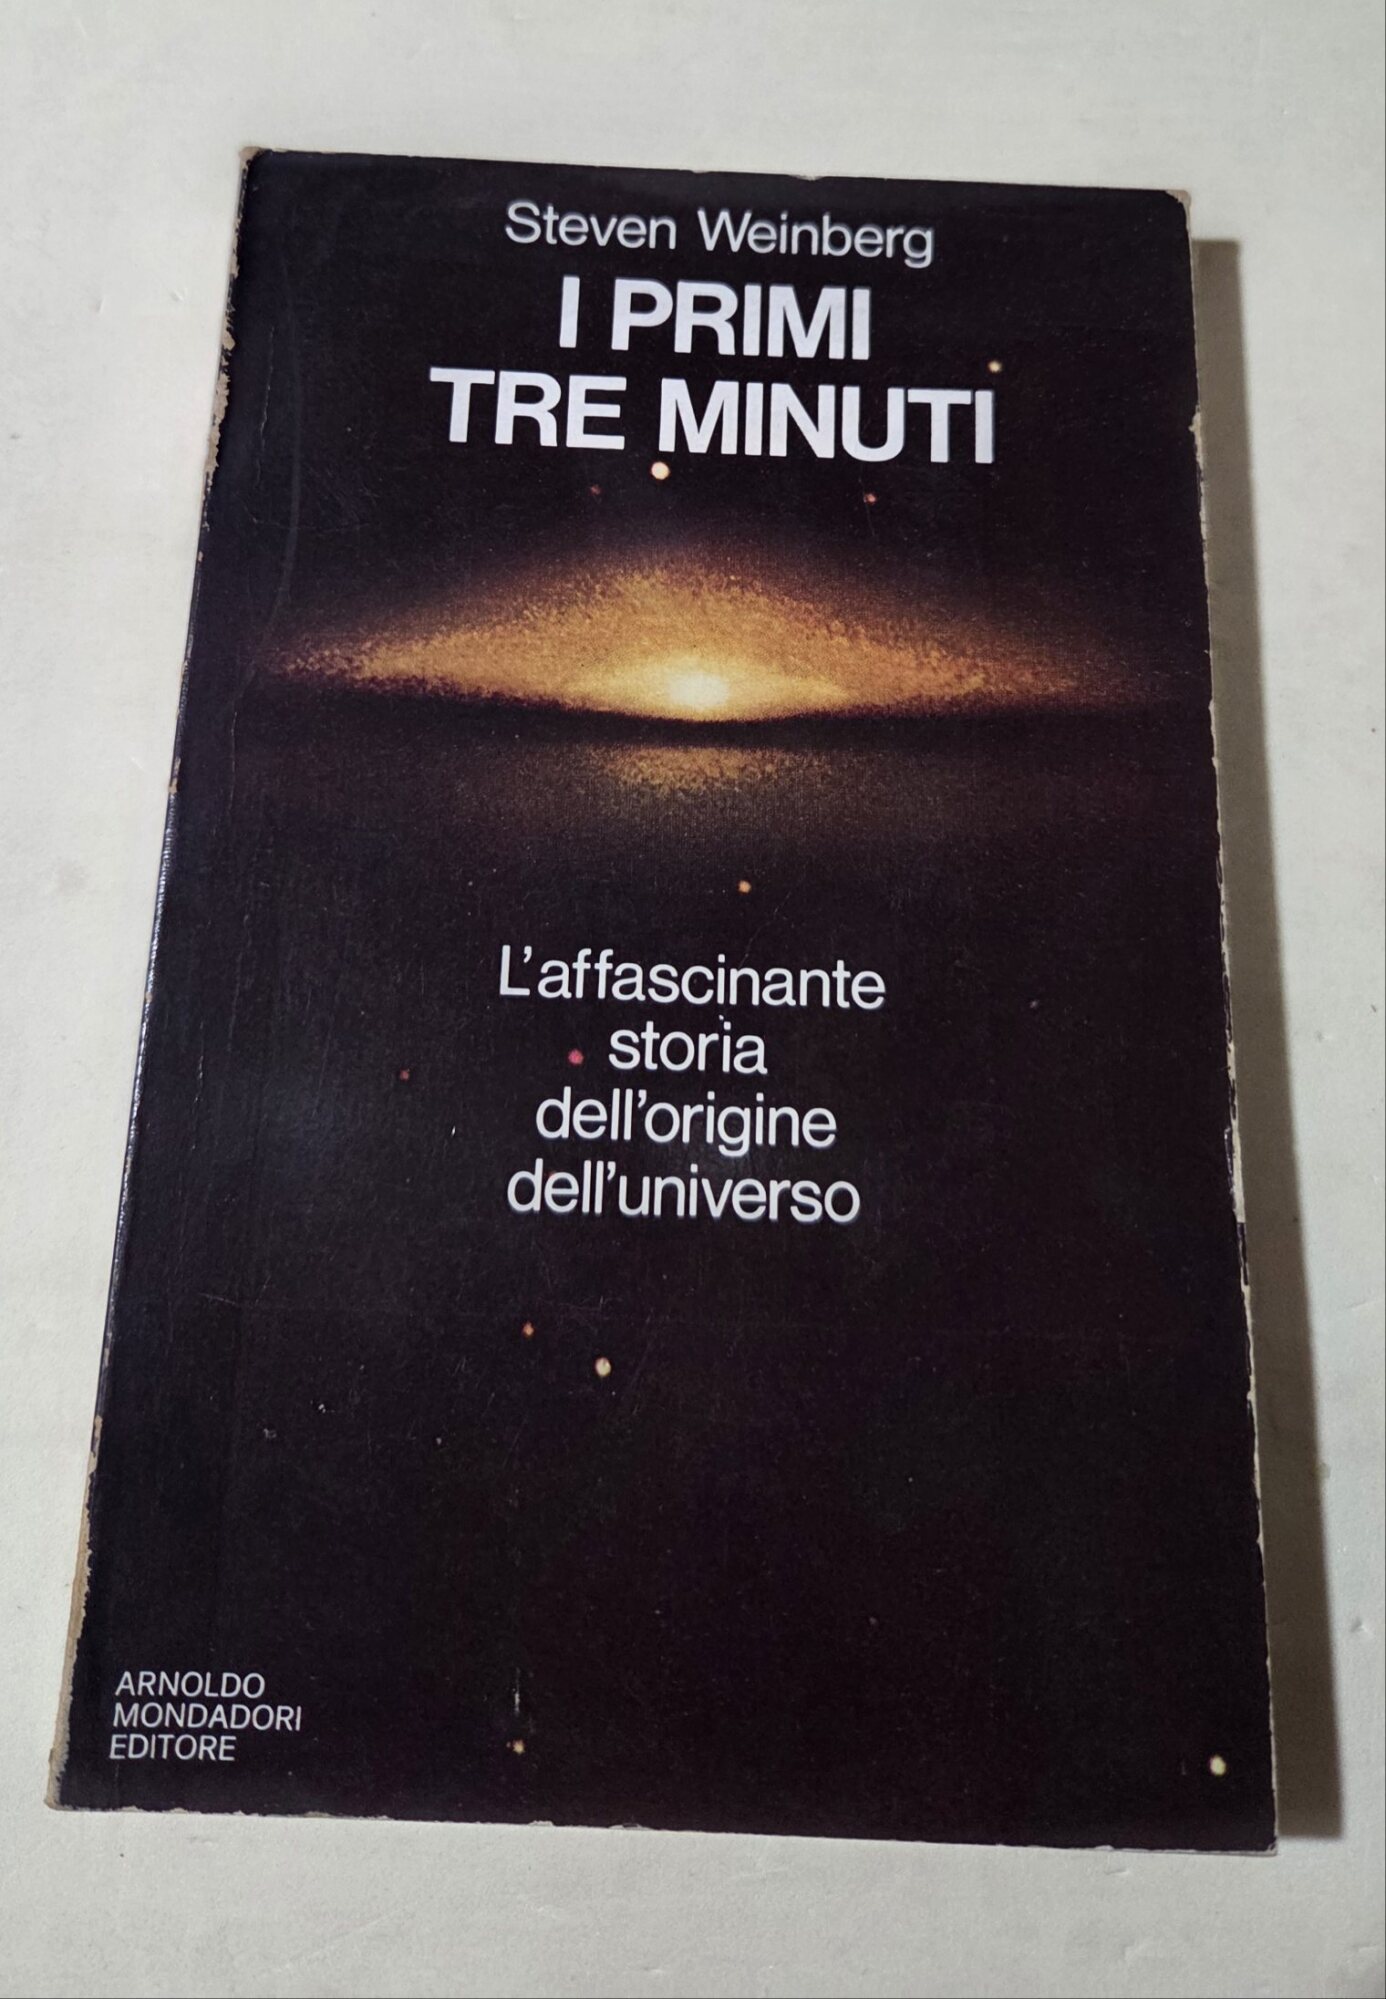 Steven Weinberg
I PRIMI
TRE MINUTI
L'affascinante
storia
dell'origine
dell'universo
ARNOLDO
MONDADORI
EDITORE